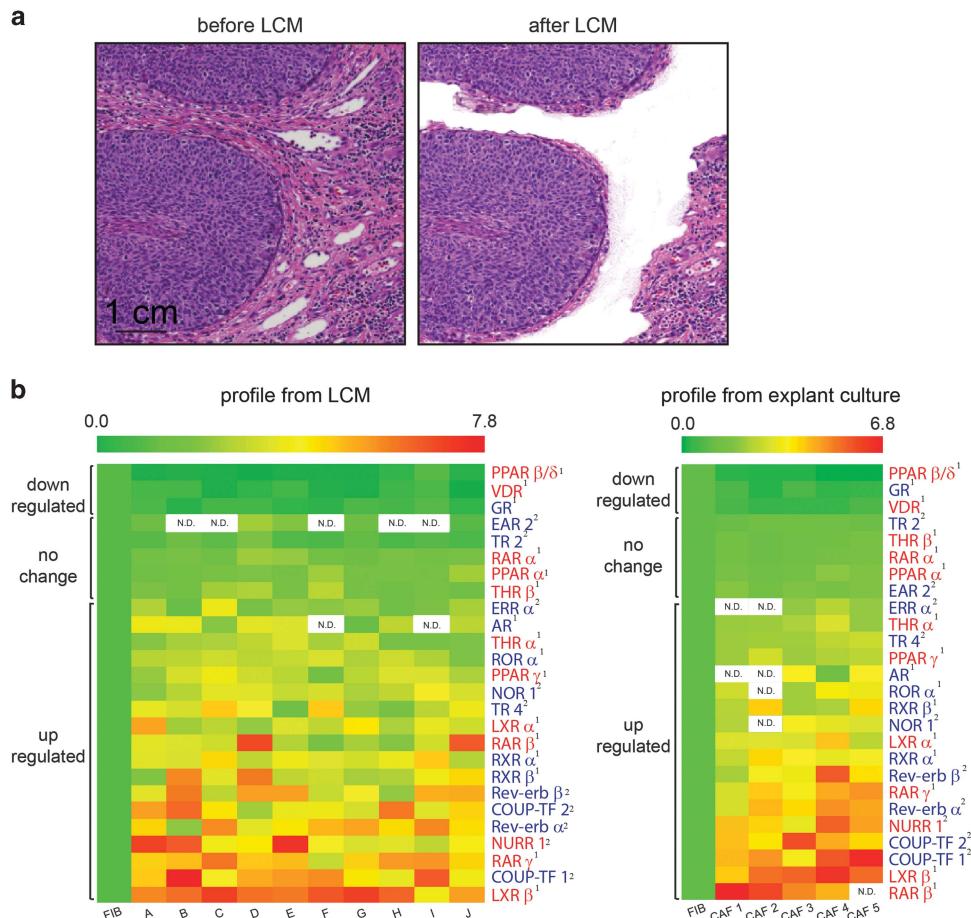 a
before LCM
after LCM
1 cm
b
profile from LCM
0.0
7.8
down
regulated
no
change
up
regulated
PPAR β/δ¹
VDR¹
GR¹
EAR 2²
N.D. N.D. N.D. N.D. N.D.
TR 2²
RAR α¹
PPAR α¹
THR β¹
ERR α²
AR¹
N.D. N.D.
THR α¹
ROR α¹
PPAR γ¹
NOR 1²
TR 4²
LXR α¹
RAR β¹
RXR α¹
RXR β¹
Rev-erb β²
COUP-TF 2²
Rev-erb α²
NURR 1²
RAR γ¹
COUP-TF 1²
LXR β¹
FIB A B C D E F G H I J
profile from explant culture
0.0
6.8
down
regulated
no
change
up
regulated
PPAR β/δ¹
GR¹
VDR¹
TR 2²
THR β¹
RAR α¹
PPAR α¹
EAR 2²
N.D. N.D. ERR α²
THR α¹
TR 4²
PPAR γ¹
N.D. N.D. AR¹
N.D. ROR α¹
RXR β¹
N.D. NOR 1²
LXR α¹
RXR α¹
Rev-erb β²
RAR γ¹
Rev-erb α²
NURR 1²
COUP-TF 2²
COUP-TF 1²
LXR β¹
N.D. RAR β¹
FIB CAF 1 CAF 2 CAF 3 CAF 4 CAF 5